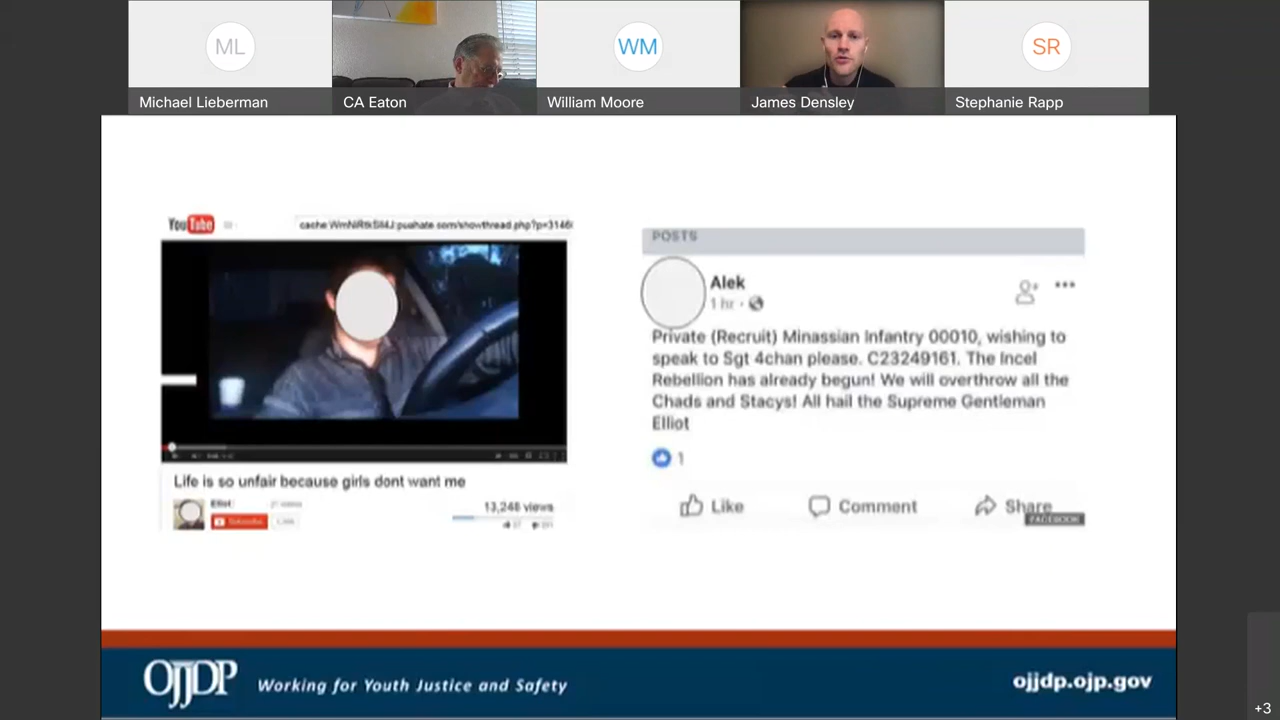 ML
WM
SR
Michael Lieberman
CA Eaton
William Moore
James Densley
Stephanie Rapp
YouTube
POSTS
Alek
1 hr
Private (Recruit) Minassian Infantry 00010, wishing to
speak to Sgt 4chan please. C23249161. The Incel
Rebellion has already begun! We will overthrow all the
Chads and Stacys! All hail the Supreme Gentleman
Elliot
1
Like
Comment
Share
FACEBOOK
Life is so unfair because girls dont want me
Elliot
Subscribe
13,248 views
OJJDP
Working for Youth Justice and Safety
ojjdp.ojp.gov
+3